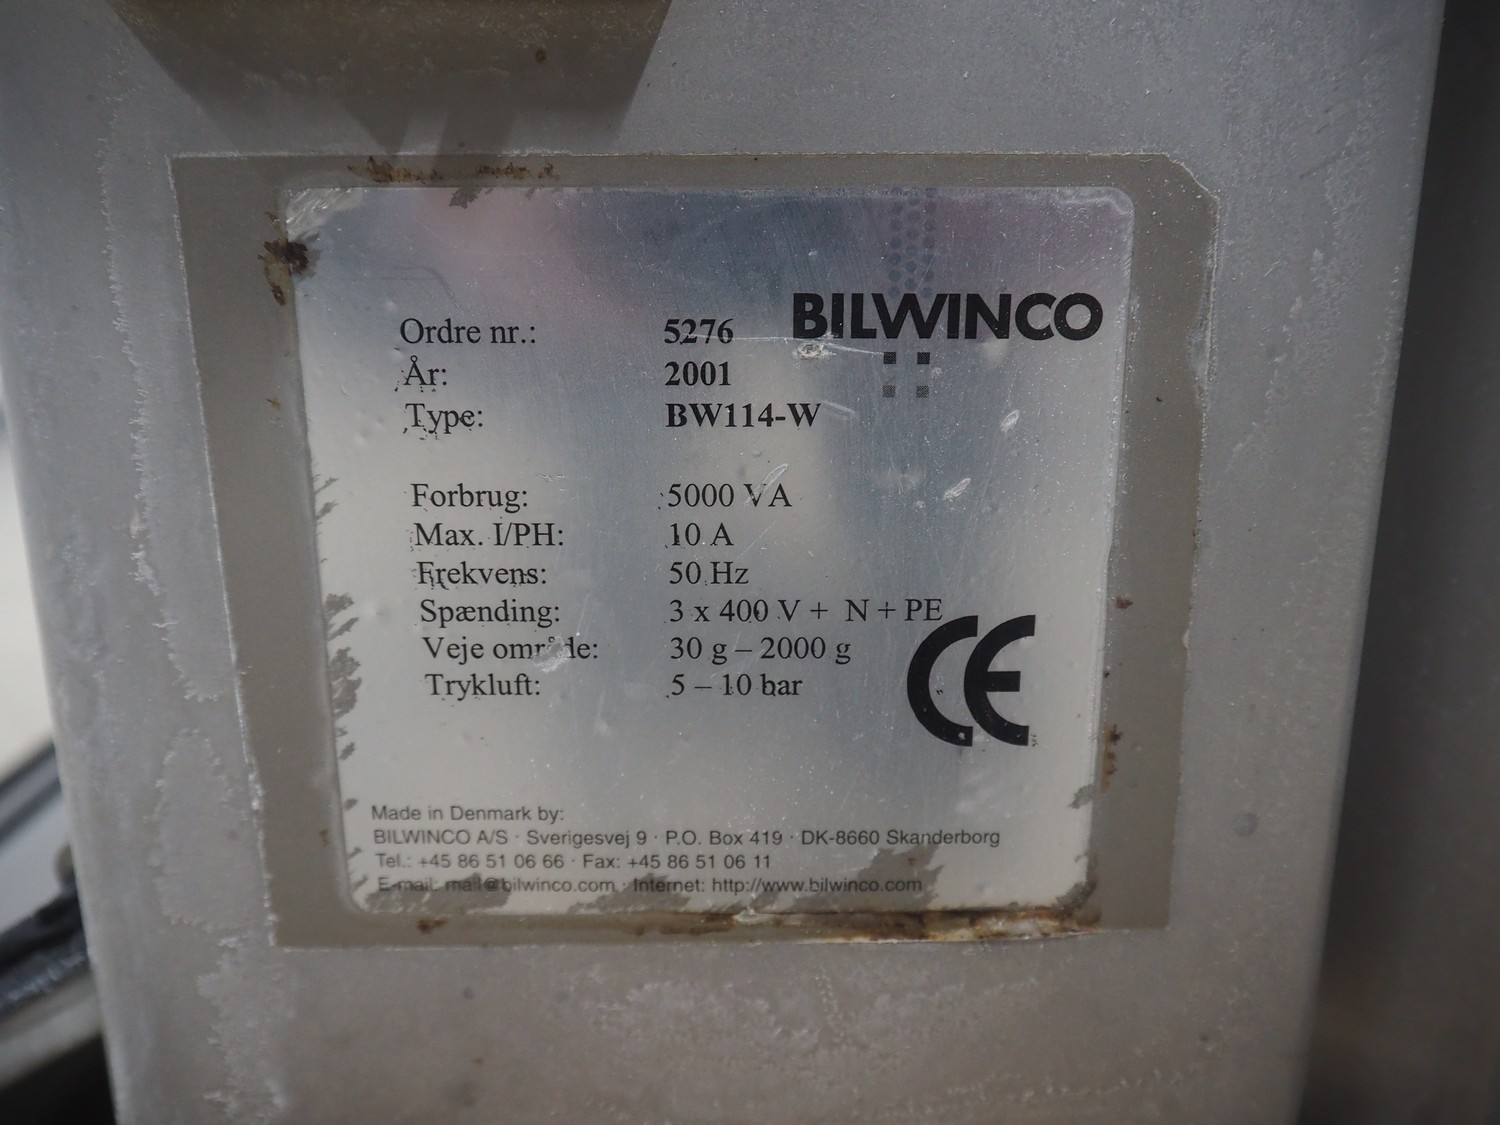 BILWINCO
Ordre nr.: 5276
År: 2001
Type: BW114-W
Forbrug: 5000 VA
Max. I/PH: 10 A
Frekvens: 50 Hz
Spænding: 3 x 400 V + N + PE
Veje område: 30 g – 2000 g
Trykluft: 5 – 10 bar
CE
Made in Denmark by:
BILWINCO A/S · Sverigesvej 9 · P.O. Box 419 · DK-8660 Skanderborg
Tel.: +45 86 51 06 66 · Fax: +45 86 51 06 11
E-mail: mail@bilwinco.com · Internet: http://www.bilwinco.com